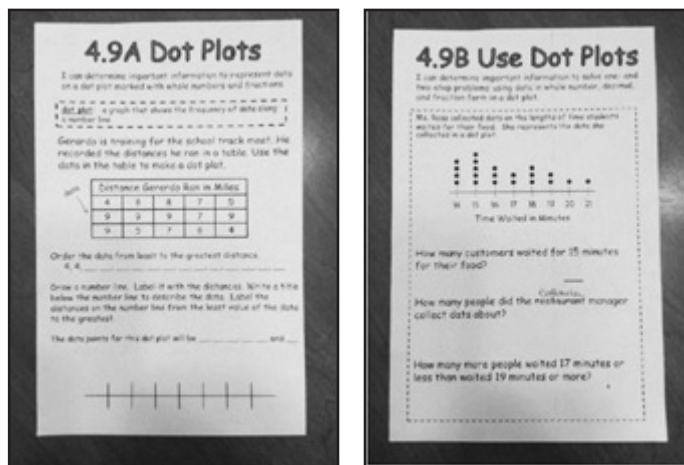 4.9A Dot Plots
I can determine important information to represent data
on a dot plot marked with whole numbers and fractions
dot plot: a graph that shows the frequency of data along
a number line
Gerardo is training for the school track meet. He
recorded the distances he ran in a table. Use the
data in the table to make a dot plot.
Distance Gerardo Ran in Miles
4 8 7
9 9 9 7 9
9 5 7 6 4
Order the data from least to the greatest distance.
4, 4,
Draw a number line. Label it with the distances. Write a title
below the number line to describe the data. Label the
distances on the number line from the least value of the data
to the greatest.
The data points for this dot plot will be and
4.9B Use Dot Plots
I can determine important information to solve one- and
two-step problems using data in whole number, decimal,
and fraction form on a dot plot.
Ms. collected data on the lengths of time students
waited for their food. She represents the data she
collected in a dot plot.
14 15 16 17 18 19 20 21
Time Waited in Minutes
How many customers waited for 15 minutes
for their food?
How many people did the restaurant manager
collect data about?
How many more people waited 17 minutes or
less than waited 19 minutes or more?